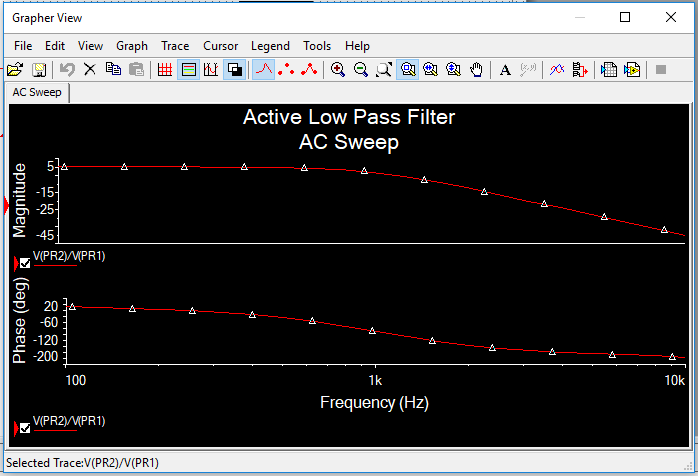 Grapher View
File Edit View Graph Trace Cursor Legend Tools Help
A
AC Sweep
Active Low Pass Filter
AC Sweep
Magnitude
5
-15
-25
-45
V(PR2)/V(PR1)
Phase (deg)
20
-60
-120
-200
100 1k 10k
Frequency (Hz)
V(PR2)/V(PR1)
Selected Trace:V(PR2)/V(PR1)